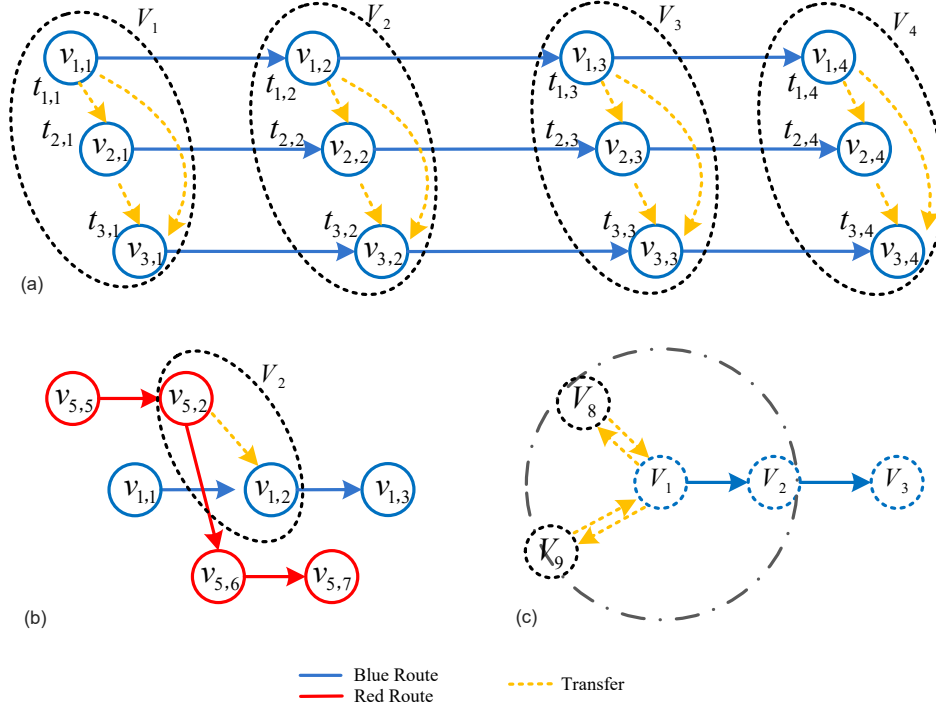 V₁ V₂ V₃ V₄
v₁,₁ v₁,₂ v₁,₃ v₁,₄
t₁,₁ t₁,₂ t₁,₃ t₁,₄
t₂,₁ t₂,₂ t₂,₃ t₂,₄
v₂,₁ v₂,₂ v₂,₃ v₂,₄
t₃,₁ t₃,₂ t₃,₃ t₃,₄
v₃,₁ v₃,₂ v₃,₃ v₃,₄
(a)
V₂
v₅,₅ v₅,₂
v₁,₁ v₁,₂ v₁,₃
v₅,₆ v₅,₇
(b)
V₈
V₁ V₂ V₃
V₉
(c)
Blue Route
Red Route
Transfer